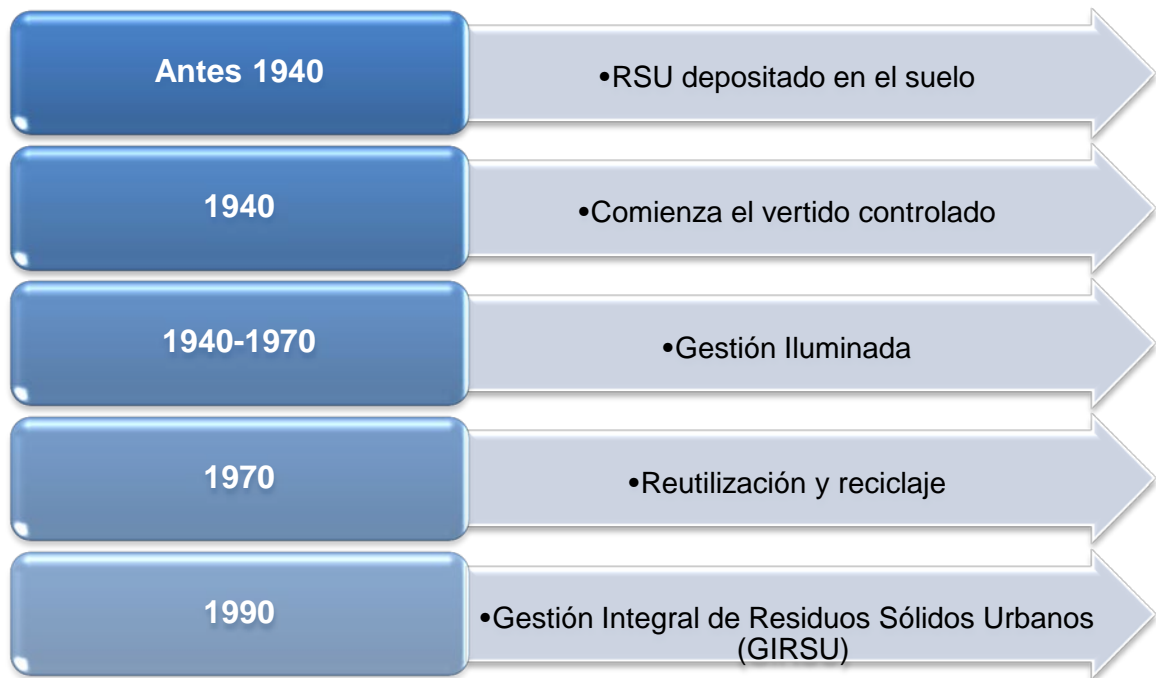 Antes 1940
•RSU depositado en el suelo
1940
•Comienza el vertido controlado
1940-1970
•Gestión Iluminada
1970
•Reutilización y reciclaje
1990
•Gestión Integral de Residuos Sólidos Urbanos
(GIRSU)